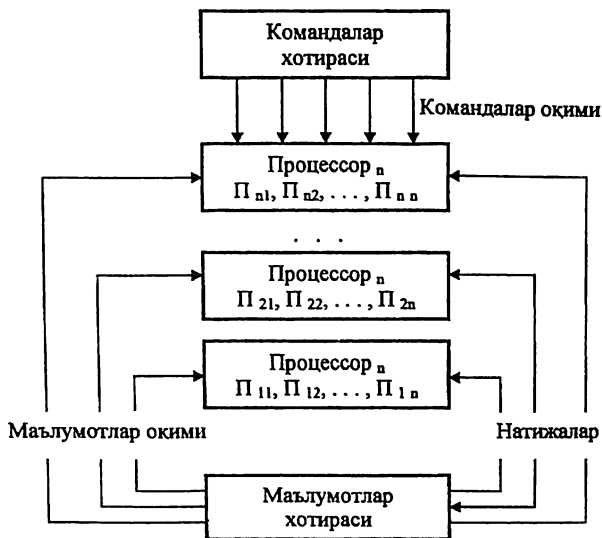 Командалар
хотираси
Командалар оқими
Процессор n
П n1, П n2, . . . , П n n
. . .
Процессор n
П 21, П 22, . . . , П 2n
Процессор n
П 11, П 12, . . . , П 1 n
Маълумотлар оқими
Натижалар
Маълумотлар
хотираси